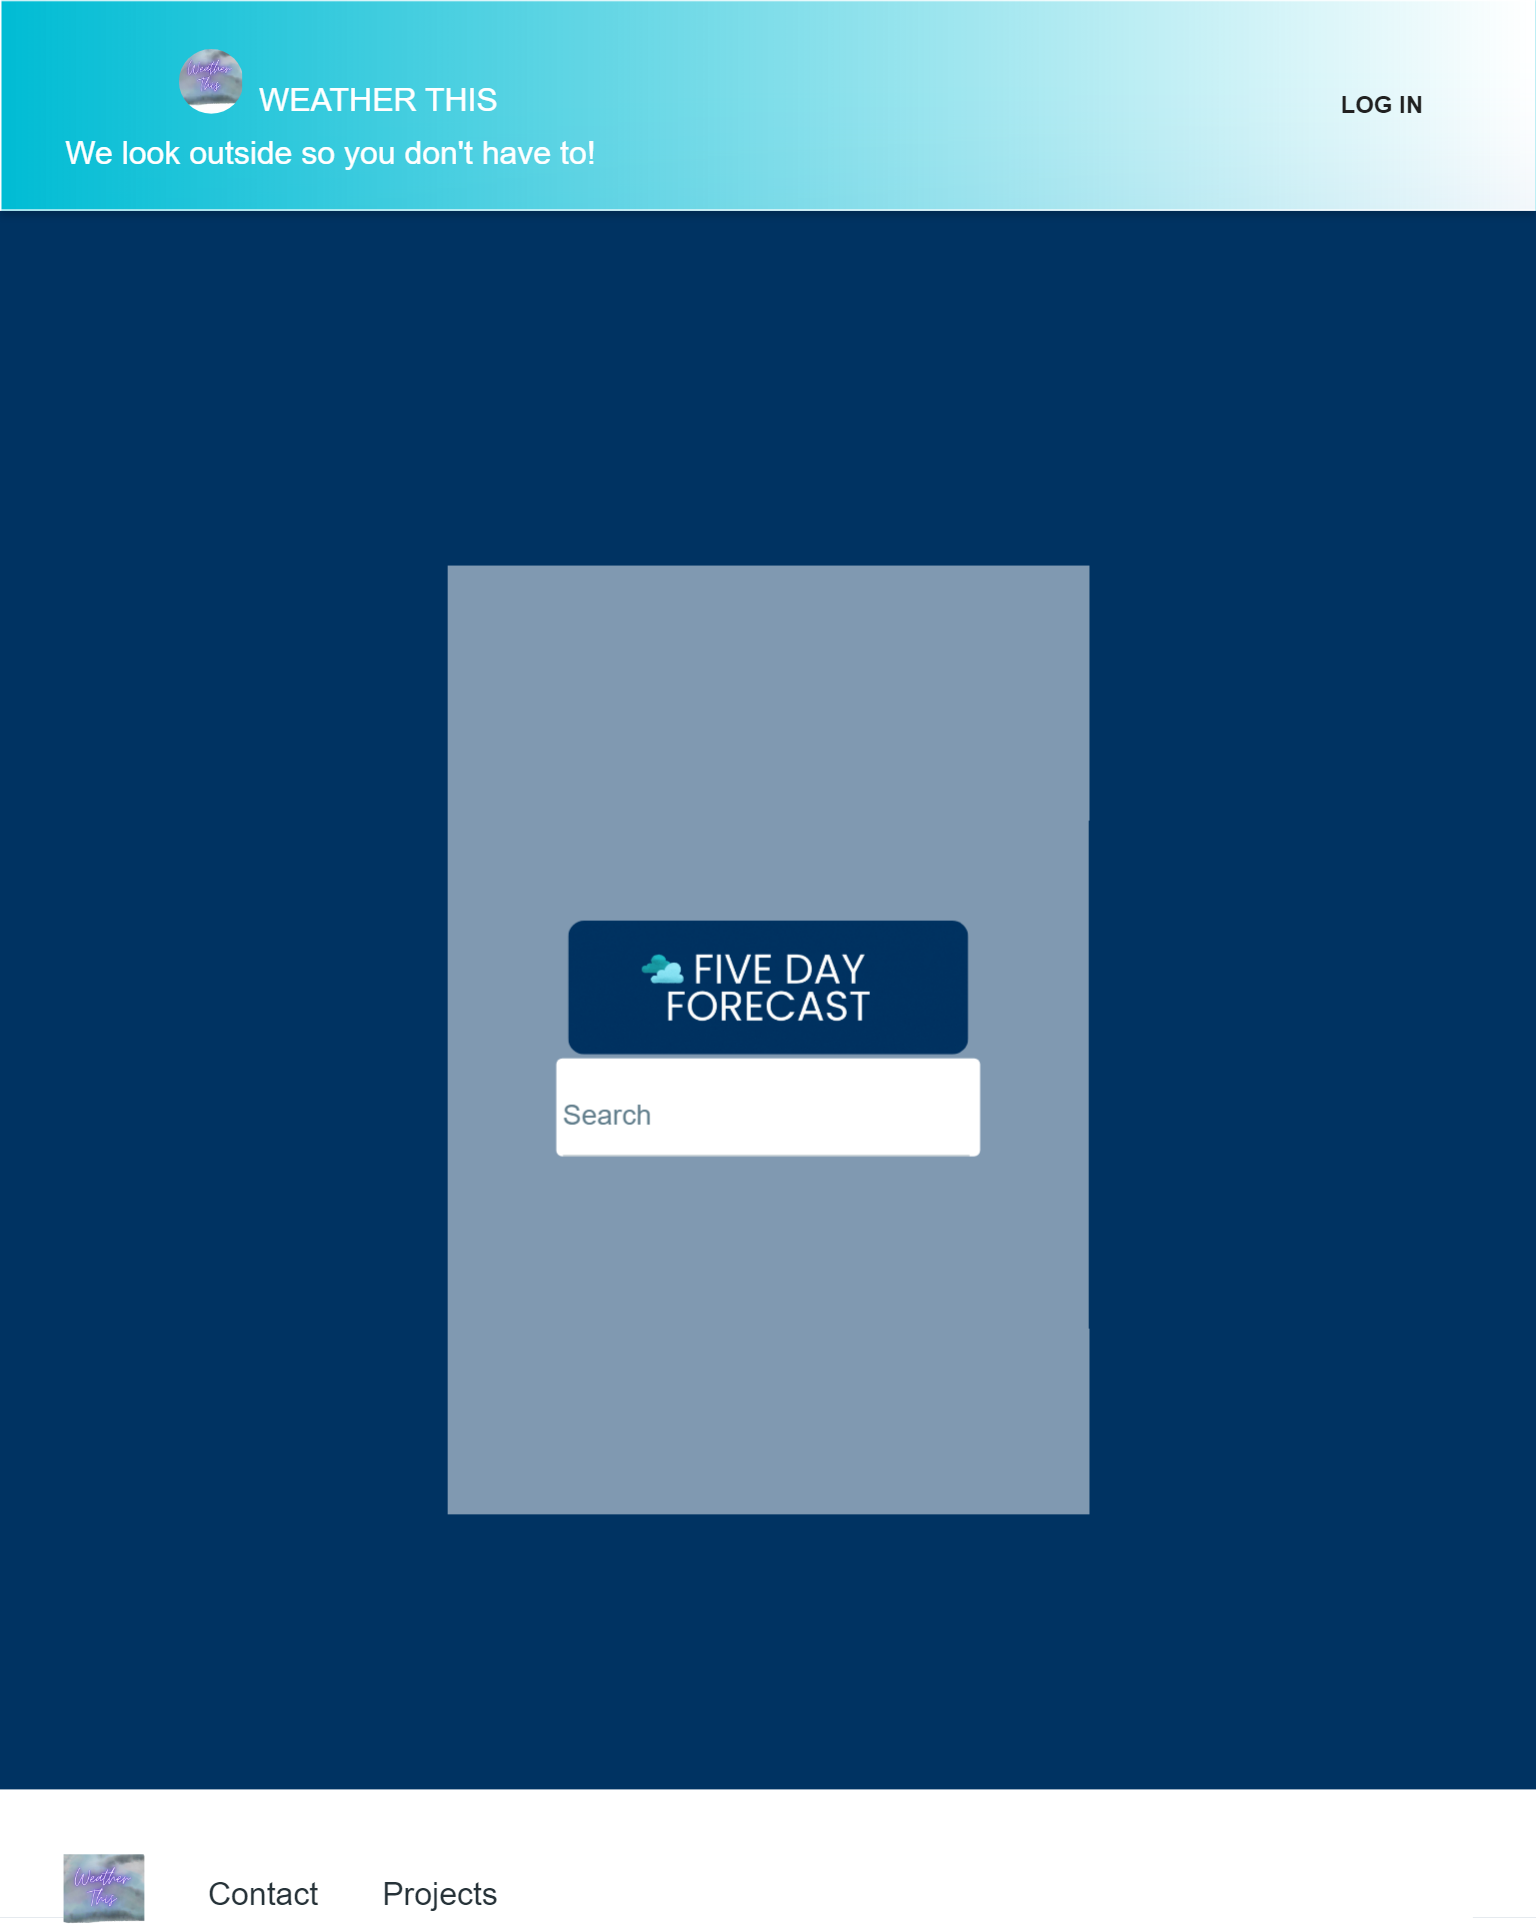 Weather
This
WEATHER THIS
LOG IN
We look outside so you don't have to!
FIVE DAY
FORECAST
Search
Weather
This
Contact
Projects